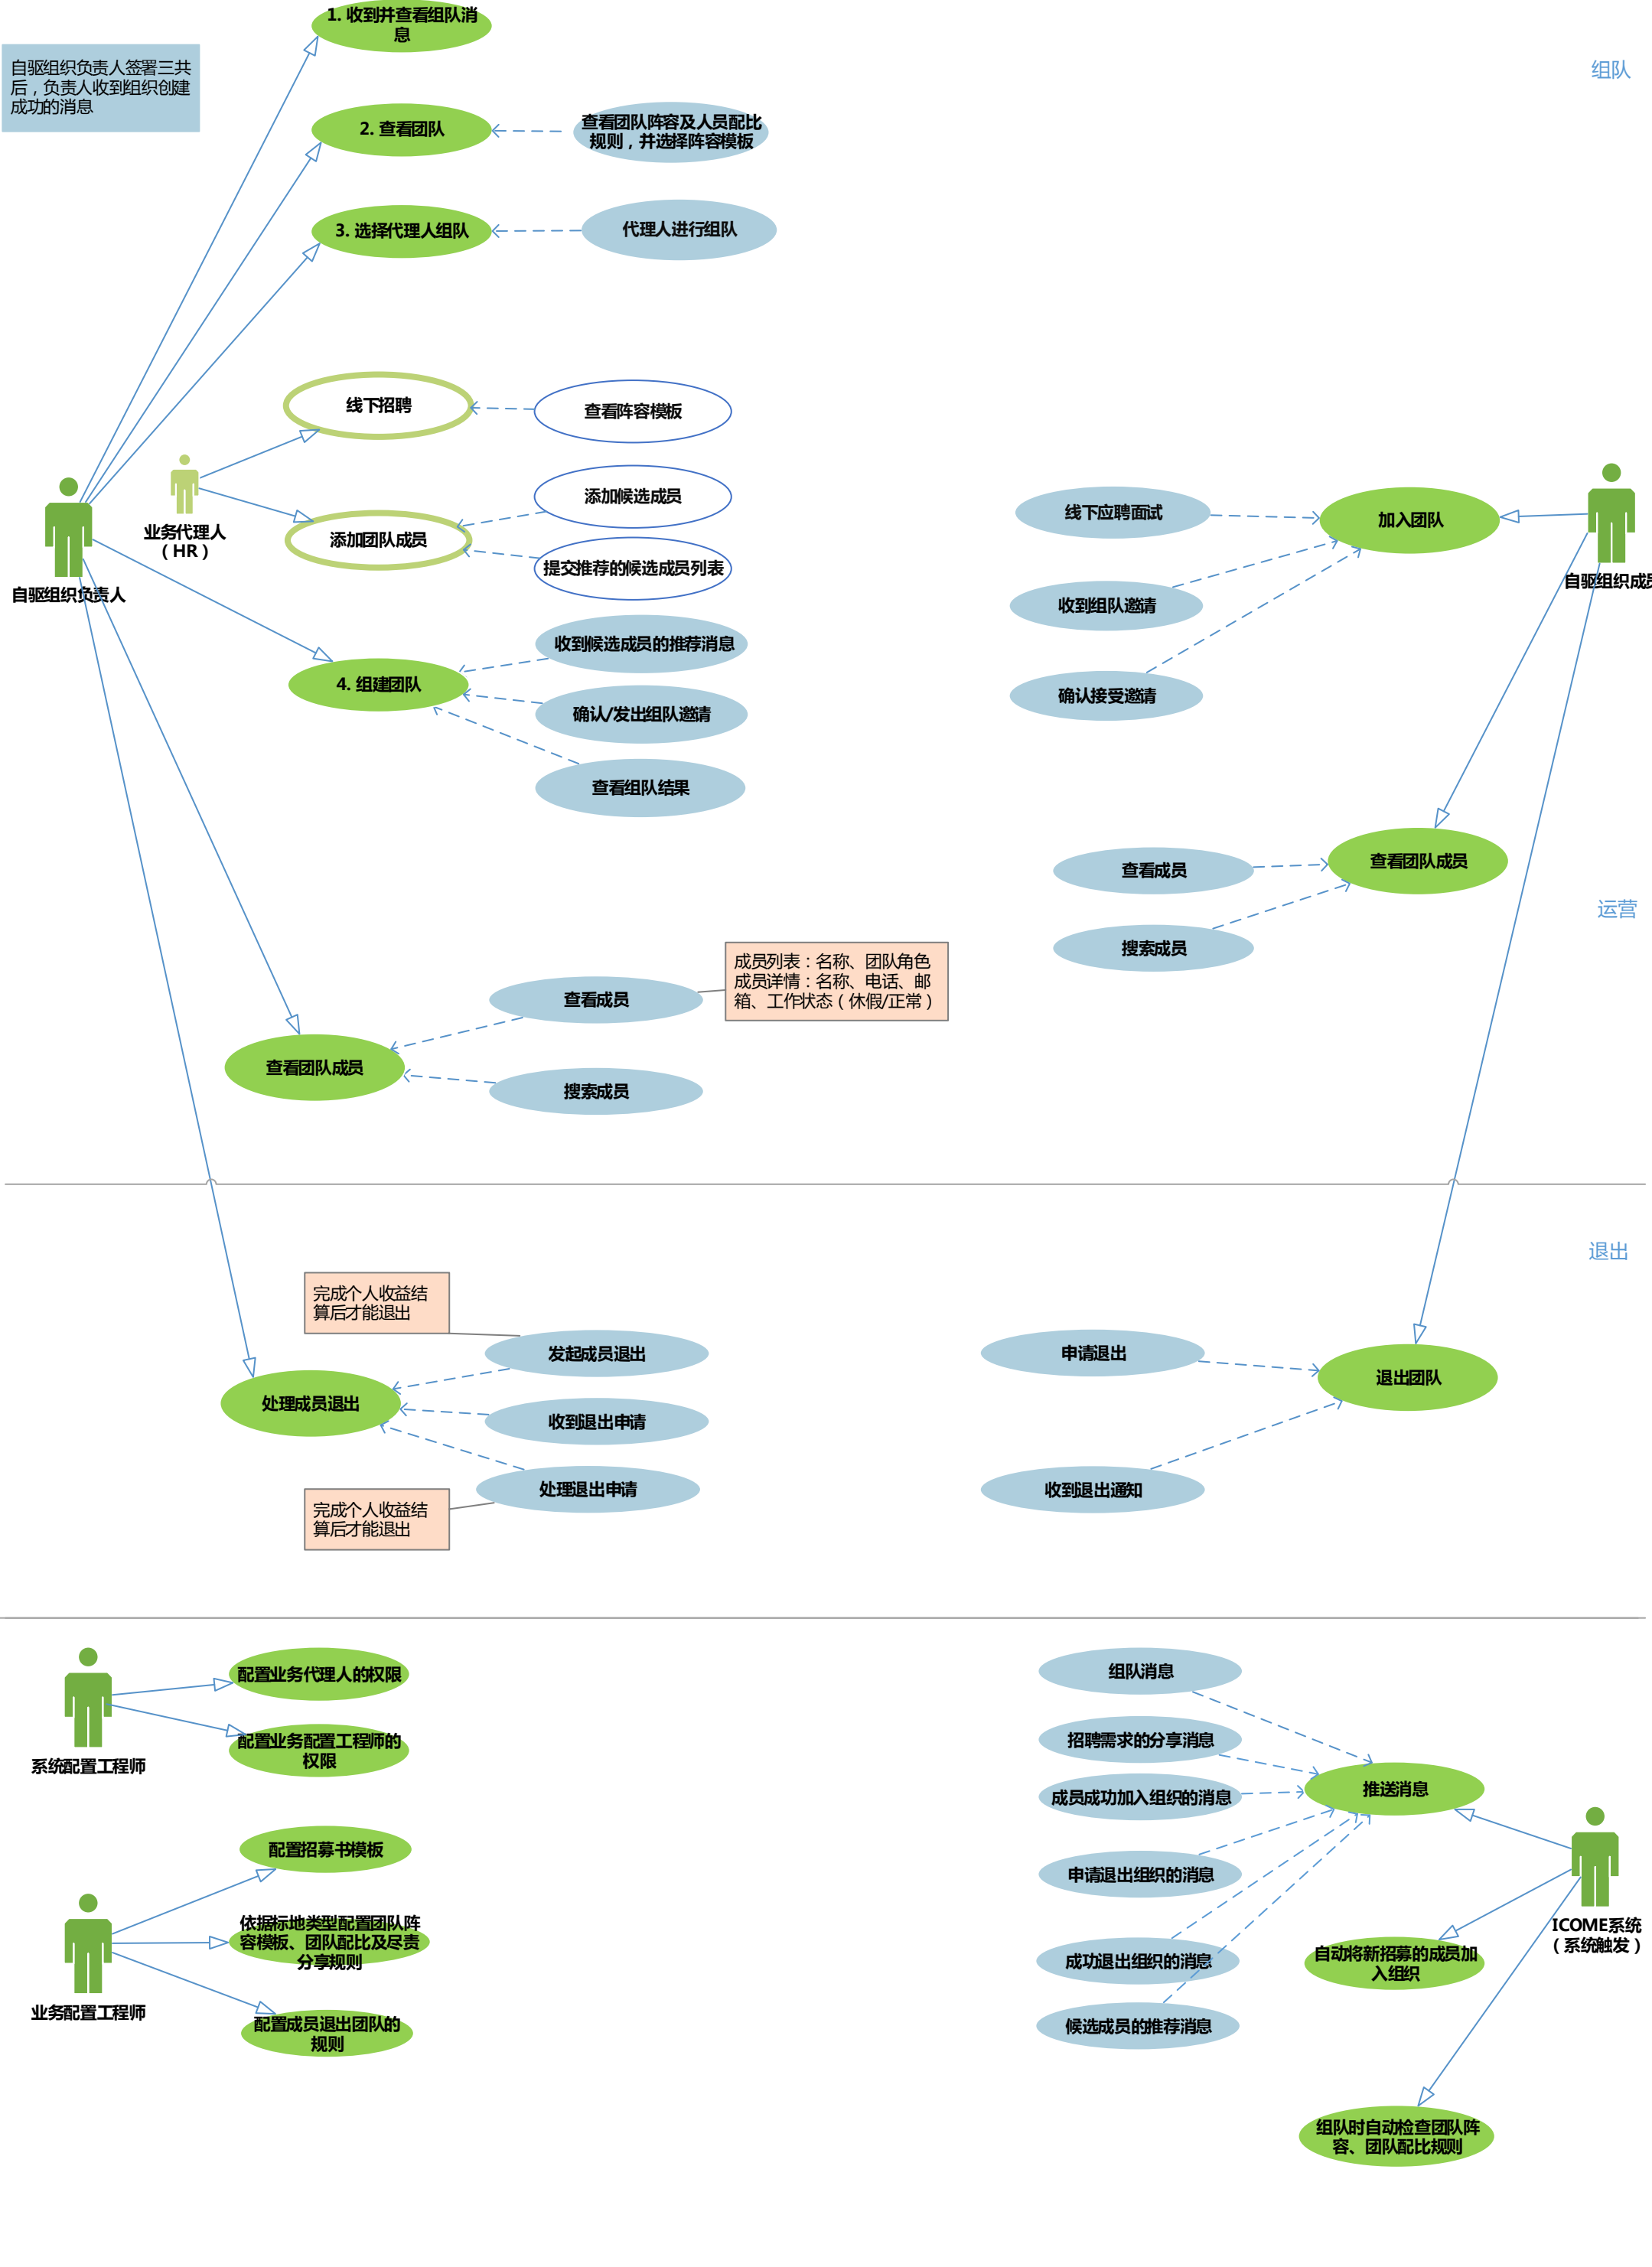 1. 收到并查看组队消
息
自驱组织负责人签署三共
后，负责人收到组织创建
成功的消息
组队
2. 查看团队
查看团队阵容及人员配比
规则，并选择阵容模板
3. 选择代理人组队
代理人进行组队
线下招聘
查看阵容模板
业务代理人
（HR）
添加候选成员
添加团队成员
提交推荐的候选成员列表
自驱组织负责人
线下应聘面试
加入团队
自驱组织成员
收到组队邀请
确认接受邀请
收到候选成员的推荐消息
4. 组建团队
确认/发出组队邀请
查看组队结果
查看成员
查看团队成员
搜索成员
运营
成员列表：名称、团队角色
成员详情：名称、电话、邮
箱、工作状态（休假/正常）
查看成员
查看团队成员
搜索成员
退出
完成个人收益结
算后才能退出
发起成员退出
处理成员退出
收到退出申请
处理退出申请
完成个人收益结
算后才能退出
申请退出
退出团队
收到退出通知
配置业务代理人的权限
配置业务配置工程师的
权限
系统配置工程师
配置招募书模板
依据标地类型配置团队阵
容模板、团队配比及尽责
分享规则
业务配置工程师
配置成员退出团队的
规则
组队消息
招聘需求的分享消息
推送消息
成员成功加入组织的消息
申请退出组织的消息
成功退出组织的消息
候选成员的推荐消息
ICOME系统
（系统触发）
自动将新招募的成员加
入组织
组队时自动检查团队阵
容、团队配比规则